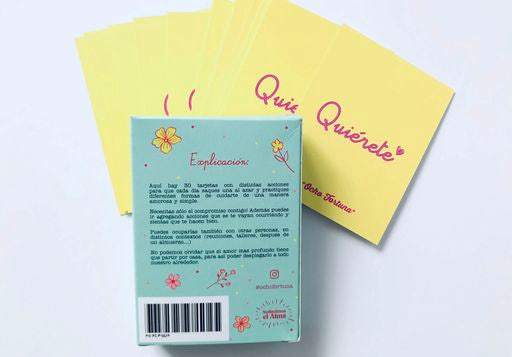 Quié
Quiérete
"Ocho Fortuna"
Explicación:
Aquí hay 30 tarjetas con distintas acciones
para que cada día saques una al azar y practiques
diferentes formas de cuidarte de una manera
amorosa y simple.
Necesitas sólo el compromiso contigo! Además puedes
ir agregando acciones que se te vayan ocurriendo y
sientas que te hacen bien.
Puedes ocuparlas también con otras personas, en
distintos contextos (reuniones, talleres, después de
un almuerzo...)
No podemos olvidar que el amor mas profundo tiene
que partir por casa, para así poder desplegarlo a todo
nuestro alrededor.
@ochofortuna
el Alma